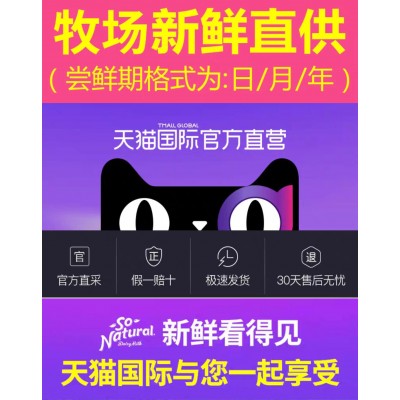 牧场新鲜直供
(尝鲜期格式为:日/月/年)
TMALL GLOBAL
天猫国际官方直营
官 正 退
官方直采 假一赔十 极速发货 30天售后无忧
So Natural 新鲜看得见
Dairy Milk
天猫国际与您一起享受